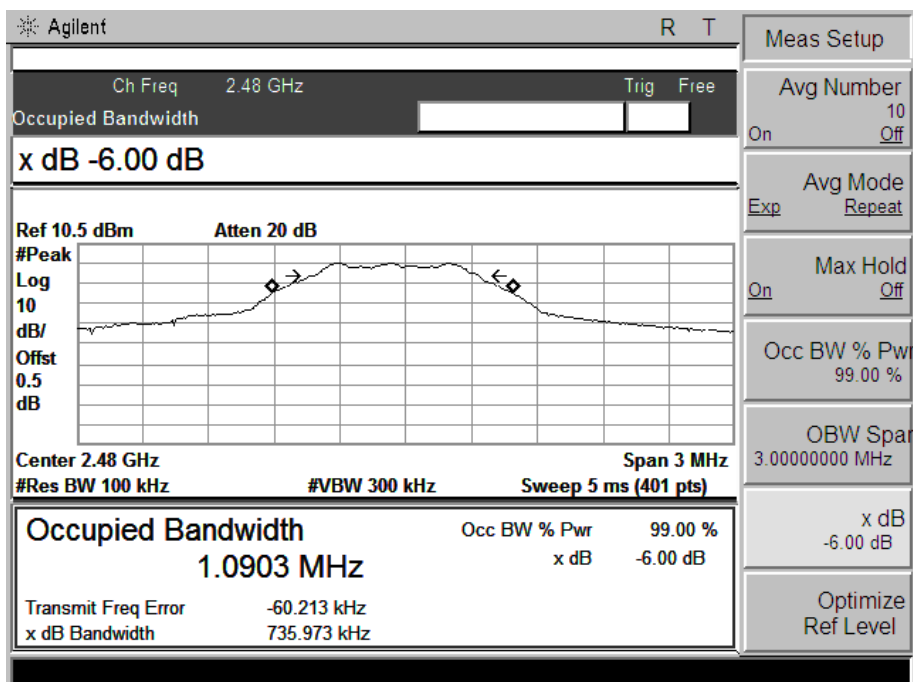 Agilent R T
Ch Freq 2.48 GHz Trig Free
Occupied Bandwidth
x dB -6.00 dB
Ref 10.5 dBm Atten 20 dB
#Peak
Log
10
dB/
Offst
0.5
dB
Center 2.48 GHz Span 3 MHz
#Res BW 100 kHz #VBW 300 kHz Sweep 5 ms (401 pts)
Occupied Bandwidth Occ BW % Pwr 99.00 %
1.0903 MHz x dB -6.00 dB
Transmit Freq Error -60.213 kHz
x dB Bandwidth 735.973 kHz
Meas Setup
Avg Number
10
On Off
Avg Mode
Exp Repeat
Max Hold
On Off
Occ BW % Pwr
99.00 %
OBW Span
3.00000000 MHz
x dB
-6.00 dB
Optimize
Ref Level